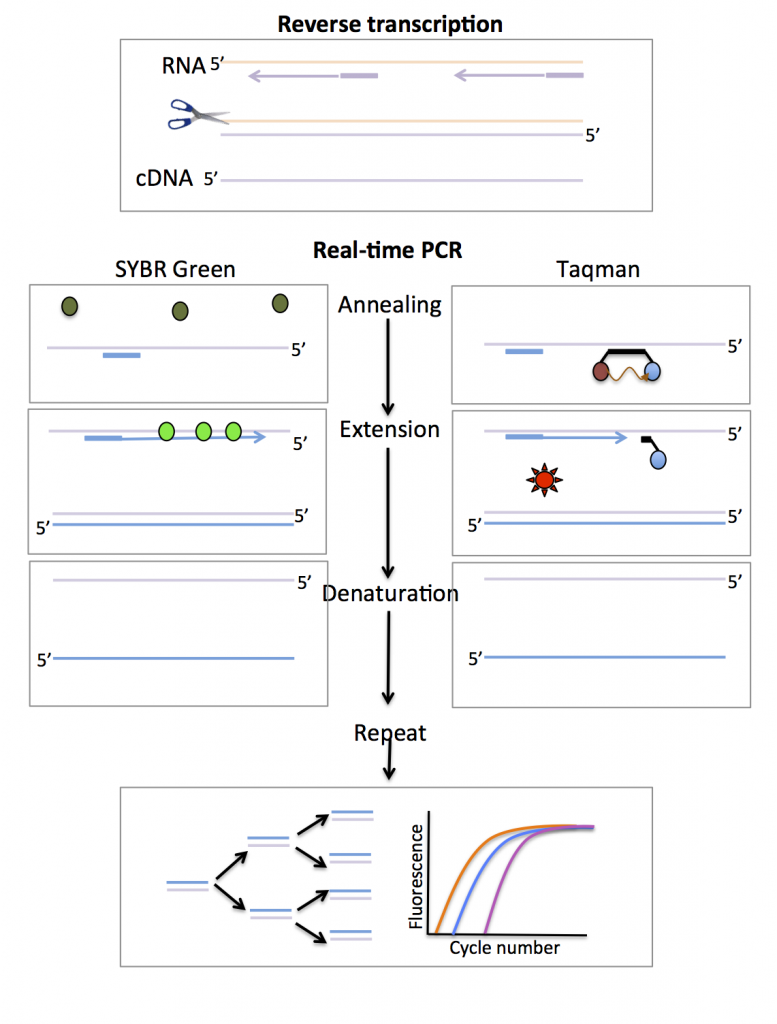 Reverse transcription
RNA 5’
5’
cDNA 5’
Real-time PCR
SYBR Green
Taqman
Annealing
5’
5’
Extension
5’
5’
5’
5’
5’
5’
Denaturation
5’
5’
5’
5’
Repeat
Fluorescence
Cycle number